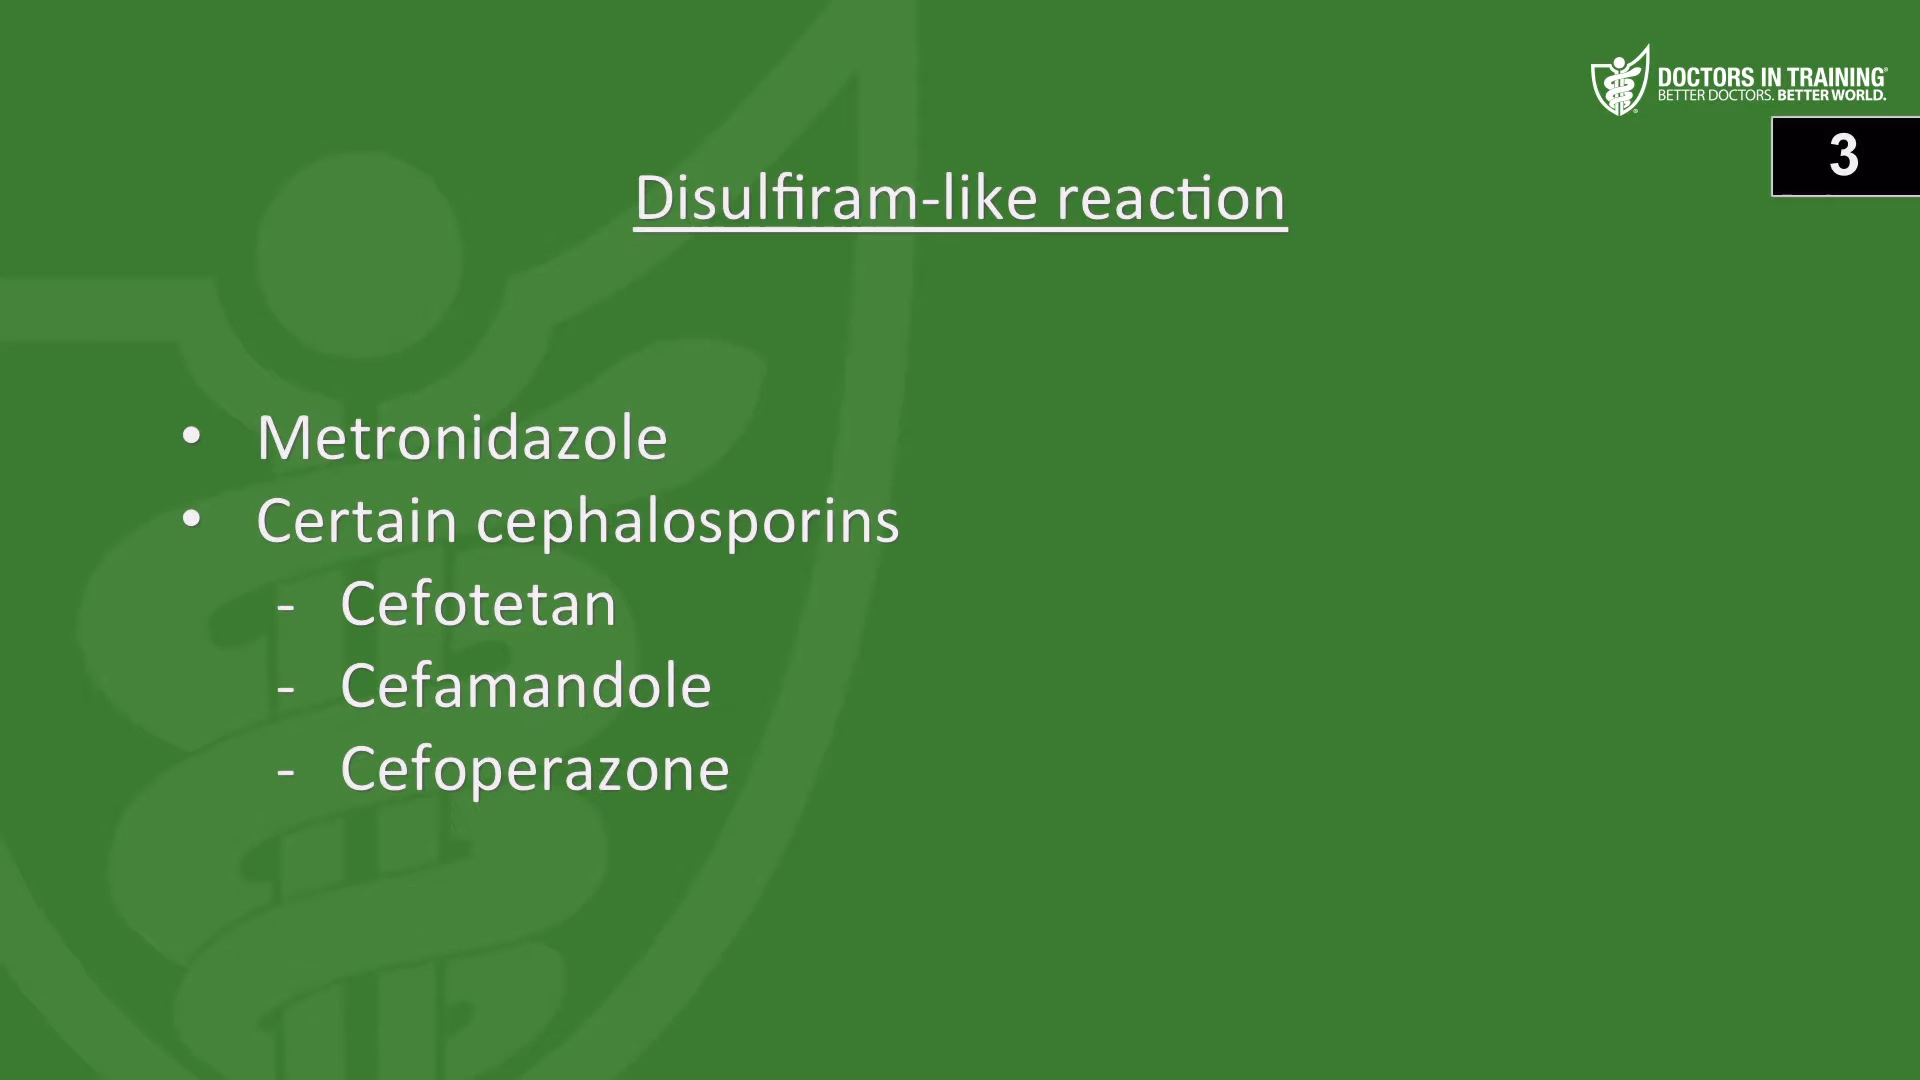 DOCTORS IN TRAINING®
BETTER DOCTORS. BETTER WORLD.
3
Disulfiram-like reaction
• Metronidazole
• Certain cephalosporins
- Cefotetan
- Cefamandole
- Cefoperazone